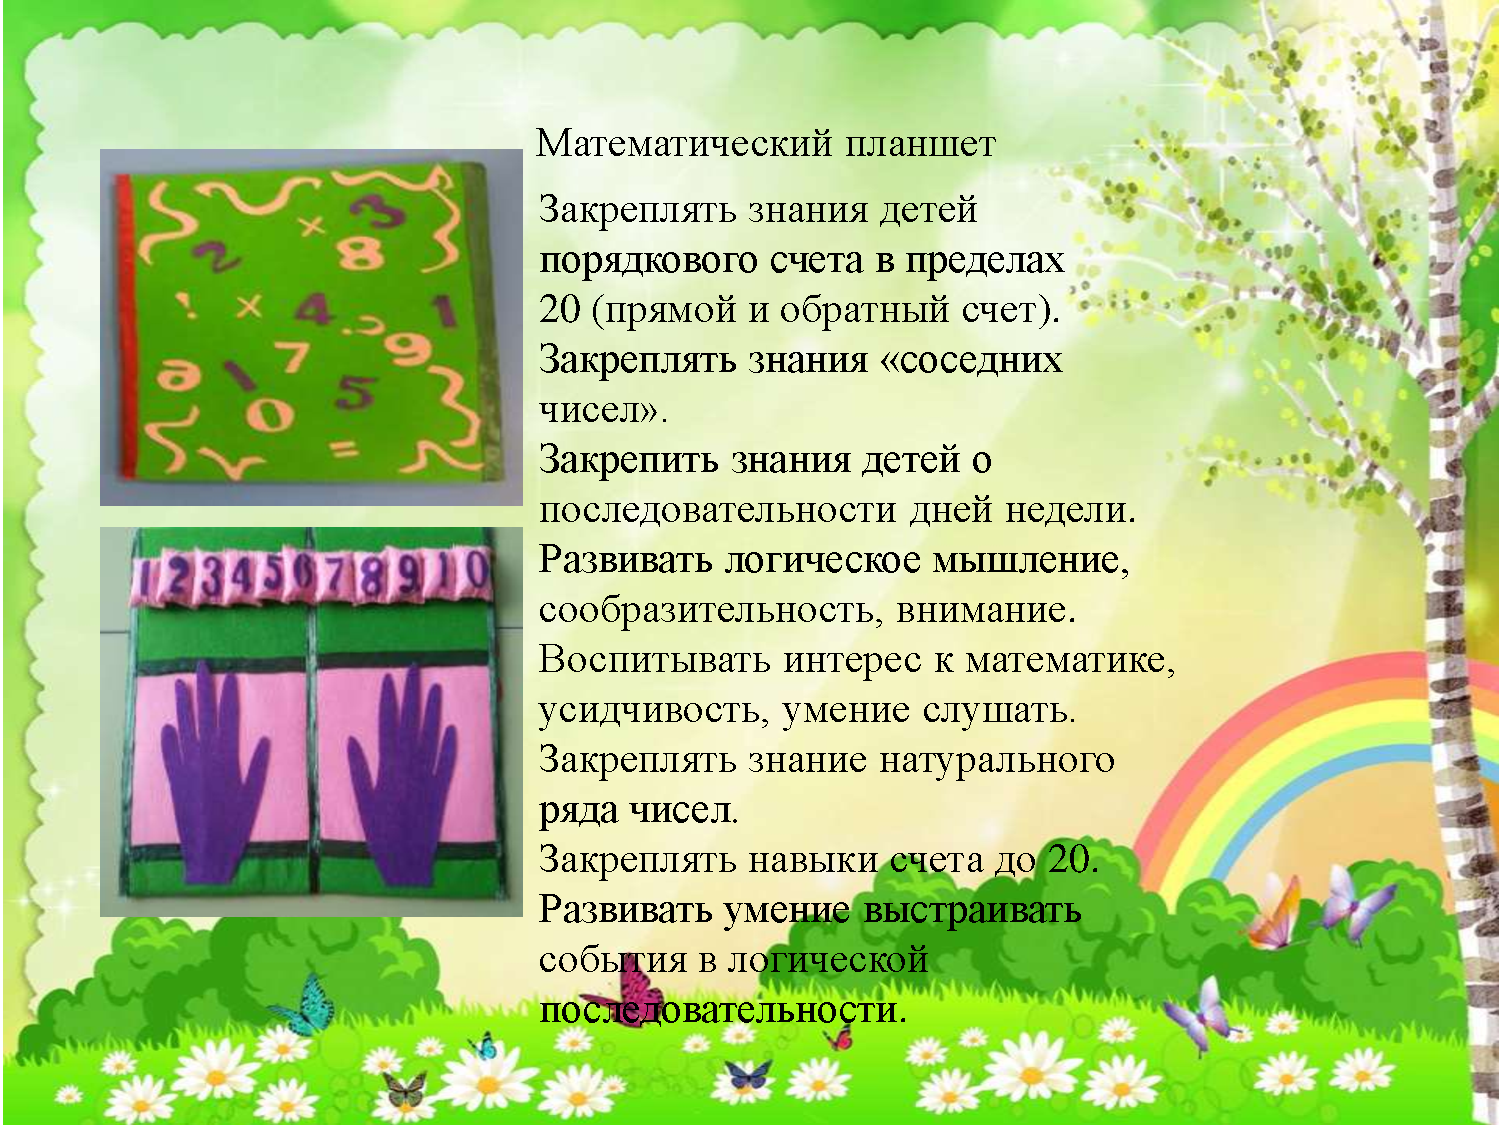 Математический планшет
Закреплять знания детей
порядкового счета в пределах
20 (прямой и обратный счет).
Закреплять знания «соседних
чисел».
Закрепить знания детей о
последовательности дней недели.
Развивать логическое мышление,
сообразительность, внимание.
Воспитывать интерес к математике,
усидчивость, умение слушать.
Закреплять знание натурального
ряда чисел.
Закреплять навыки счета до 20.
Развивать умение выстраивать
события в логической
последовательности.
3
× 8
2
! × 4 1
7 9
1 5
0
=
1 2 3 4 5 6 7 8 9 10